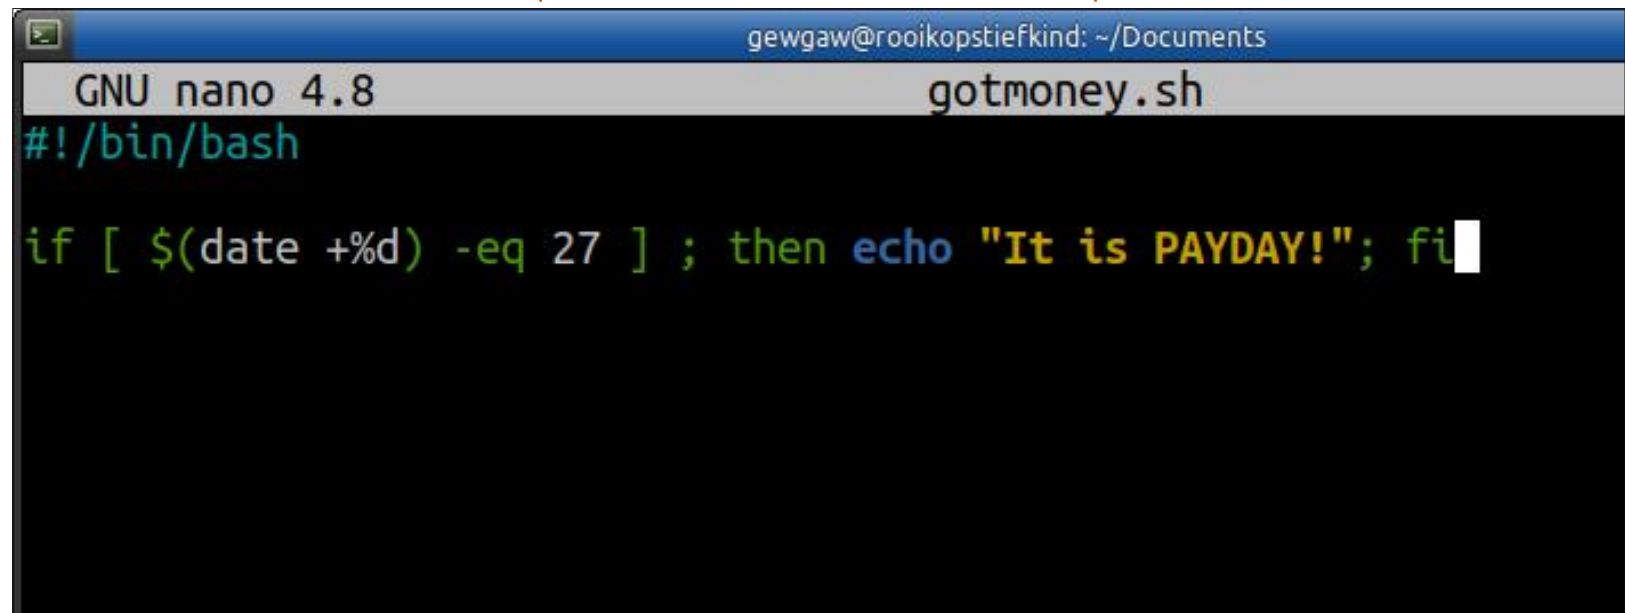 gewgaw@rooikopstiefkind: ~/Documents
GNU nano 4.8 gotmoney.sh
#!/bin/bash
if [ $(date +%d) -eq 27 ] ; then echo "It is PAYDAY!"; fi